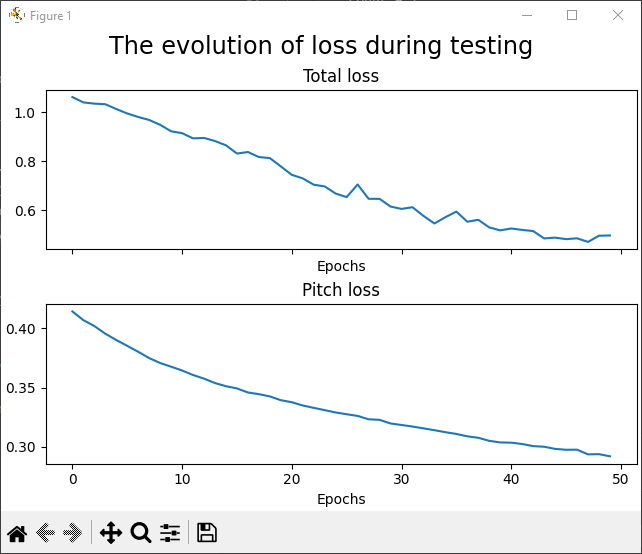 Figure 1
The evolution of loss during testing
Total loss
1.0
0.8
0.6
Epochs
Pitch loss
0.40
0.35
0.30
0 10 20 30 40 50
Epochs